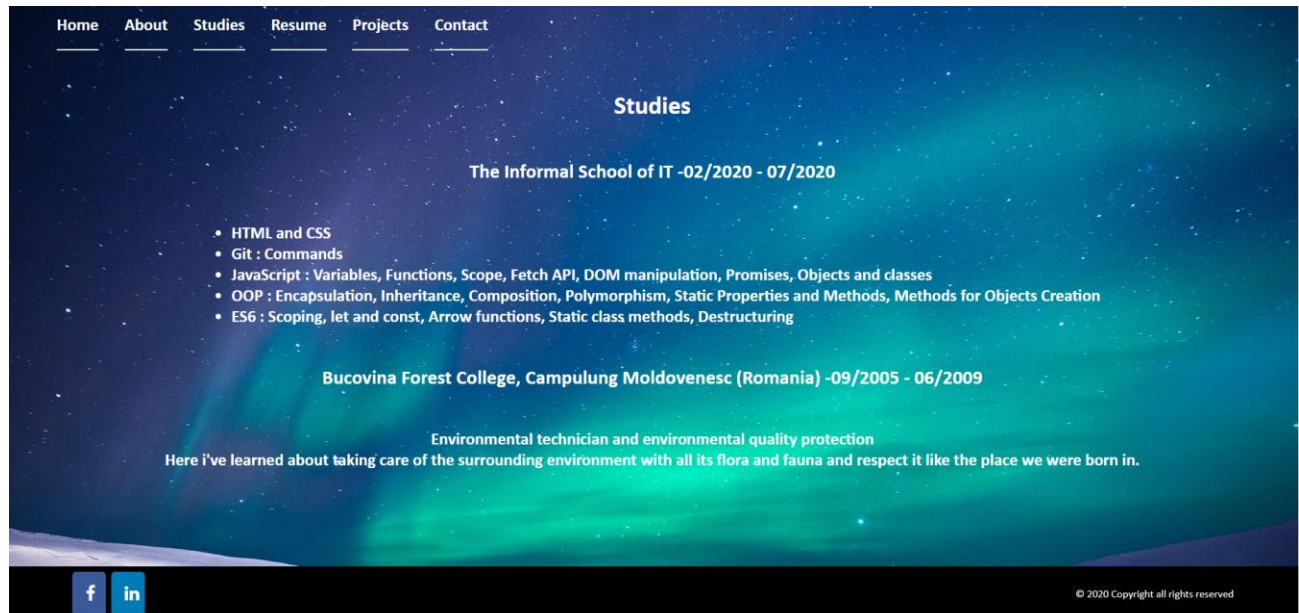 Home About Studies Resume Projects Contact
Studies
The Informal School of IT -02/2020 - 07/2020
• HTML and CSS
• Git : Commands
• JavaScript : Variables, Functions, Scope, Fetch API, DOM manipulation, Promises, Objects and classes
• OOP : Encapsulation, Inheritance, Composition, Polymorphism, Static Properties and Methods, Methods for Objects Creation
• ES6 : Scoping, let and const, Arrow functions, Static class methods, Destructuring
Bucovina Forest College, Campulung Moldovenesc (Romania) -09/2005 - 06/2009
Environmental technician and environmental quality protection
Here i've learned about taking care of the surrounding environment with all its flora and fauna and respect it like the place we were born in.
f in © 2020 Copyright all rights reserved